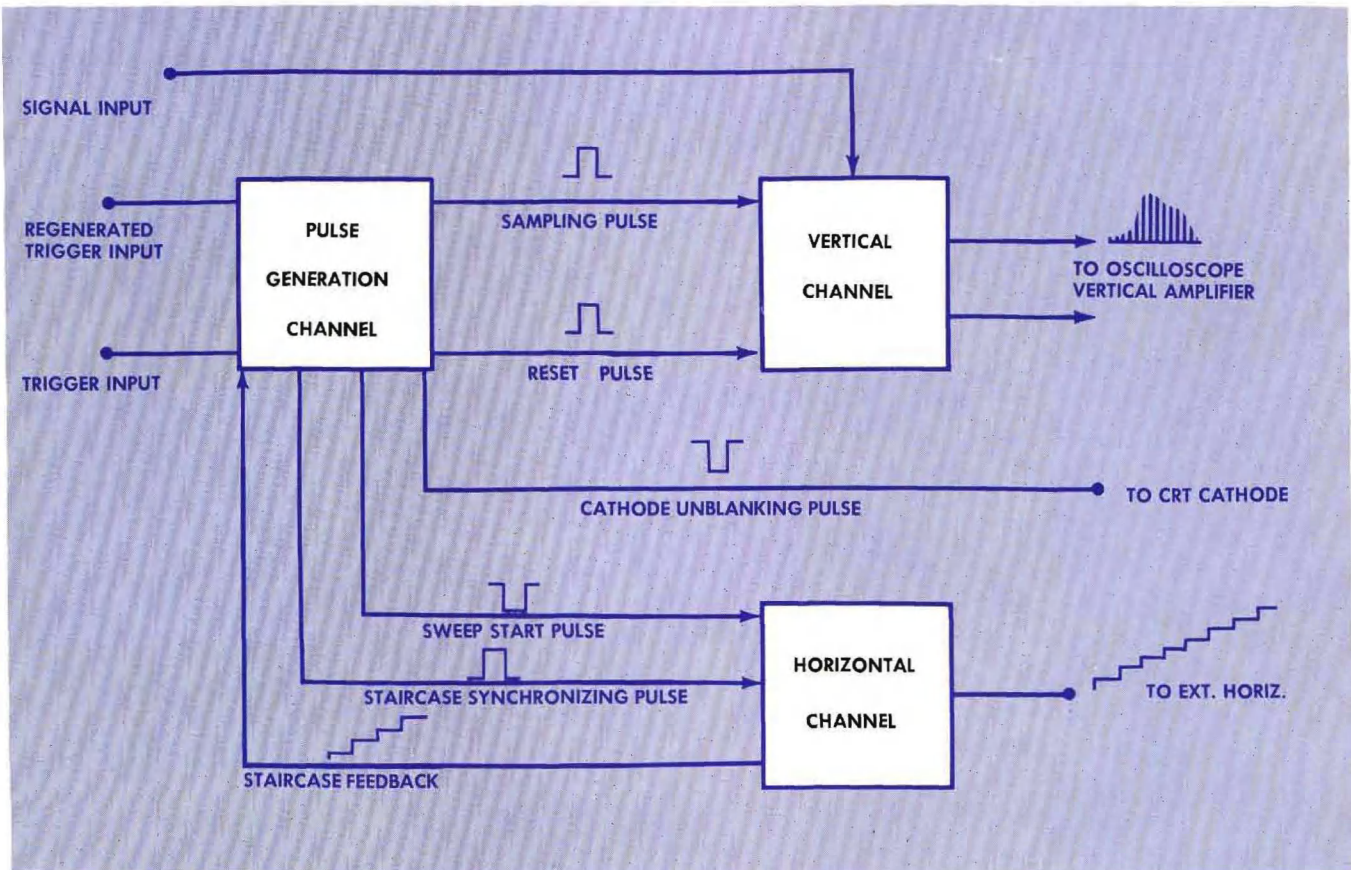 SIGNAL INPUT
REGENERATED
TRIGGER INPUT
TRIGGER INPUT
PULSE
GENERATION
CHANNEL
SAMPLING PULSE
RESET PULSE
VERTICAL
CHANNEL
TO OSCILLOSCOPE
VERTICAL AMPLIFIER
CATHODE UNBLANKING PULSE
TO CRT CATHODE
SWEEP START PULSE
STAIRCASE SYNCHRONIZING PULSE
STAIRCASE FEEDBACK
HORIZONTAL
CHANNEL
TO EXT. HORIZ.